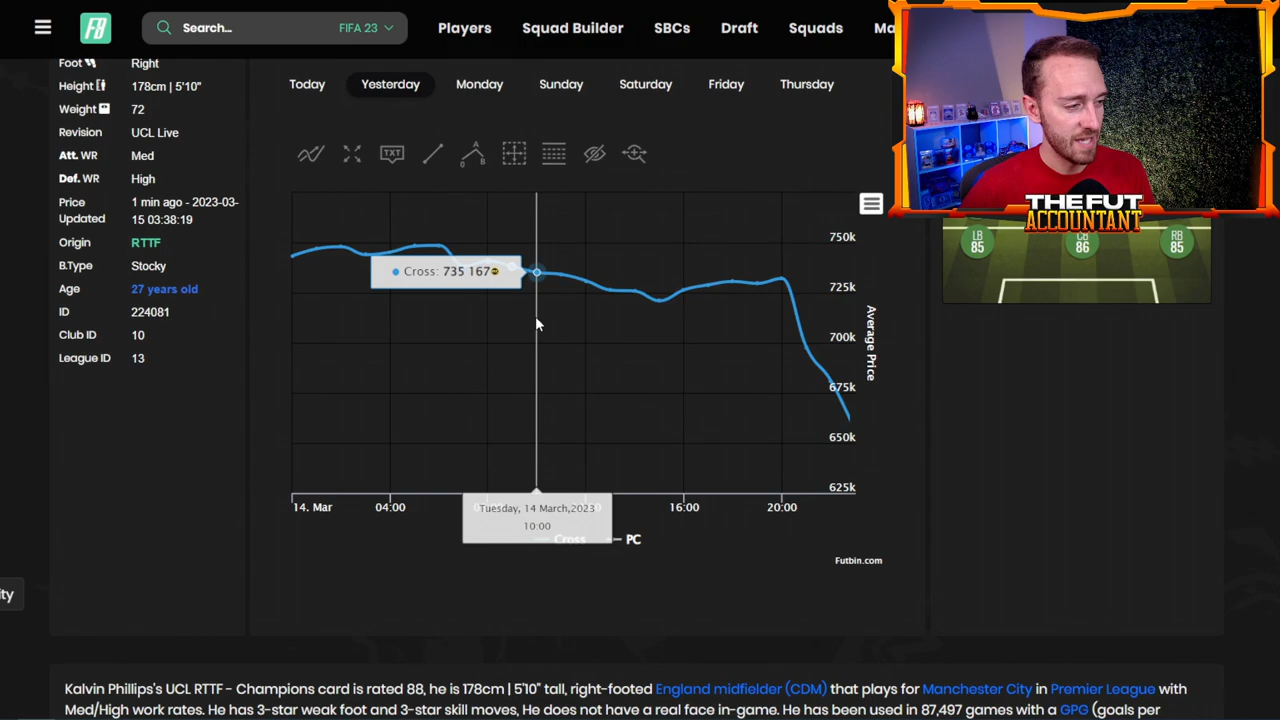 F8
Search...
FIFA 23
Players
Squad Builder
SBCs
Draft
Squads
Foot
Right
Height
178cm | 5'10"
Weight
72
Revision
UCL Live
Att. WR
Med
Def. WR
High
Price Updated
1 min ago - 2023-03-
15 03:38:19
Origin
RTTF
B.Type
Stocky
Age
27 years old
ID
224081
Club ID
10
League ID
13
Today
Yesterday
Monday
Sunday
Saturday
Friday
Thursday
TXT
A
0 B
Cross: 735 167
750k
725k
700k
675k
650k
625k
Average Price
14. Mar
04:00
16:00
20:00
Tuesday, 14 March,2023
10:00
Cross
PC
Futbin.com
THE FUT
ACCOUNTANT
LB
85
CB
86
RB
85
ity
Kalvin Phillips's UCL RTTF - Champions card is rated 88, he is 178cm | 5'10" tall, right-footed England midfielder (CDM) that plays for Manchester City in Premier League with
Med/High work rates. He has 3-star weak foot and 3-star skill moves, He does not have a real face in-game. He has been used in 87,497 games with a GPG (goals per